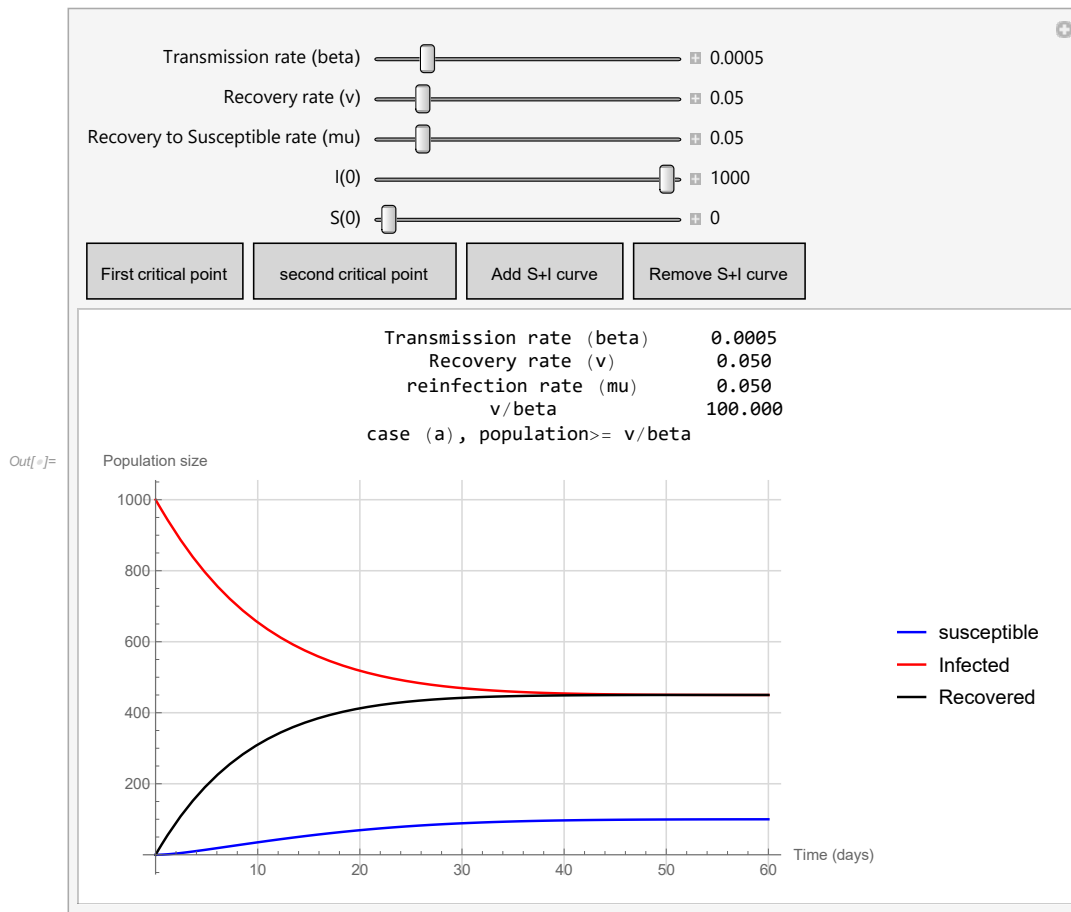 Transmission rate (beta) 0.0005
Recovery rate (v) 0.05
Recovery to Susceptible rate (mu) 0.05
I(0) 1000
S(0) 0
First critical point second critical point Add S+I curve Remove S+I curve
Transmission rate (beta) 0.0005
Recovery rate (v) 0.050
reinfection rate (mu) 0.050
v/beta 100.000
case (a), population>= v/beta
Out[•]=
Population size
1000
800
600
400
200
10 20 30 40 50 60
Time (days)
susceptible
Infected
Recovered